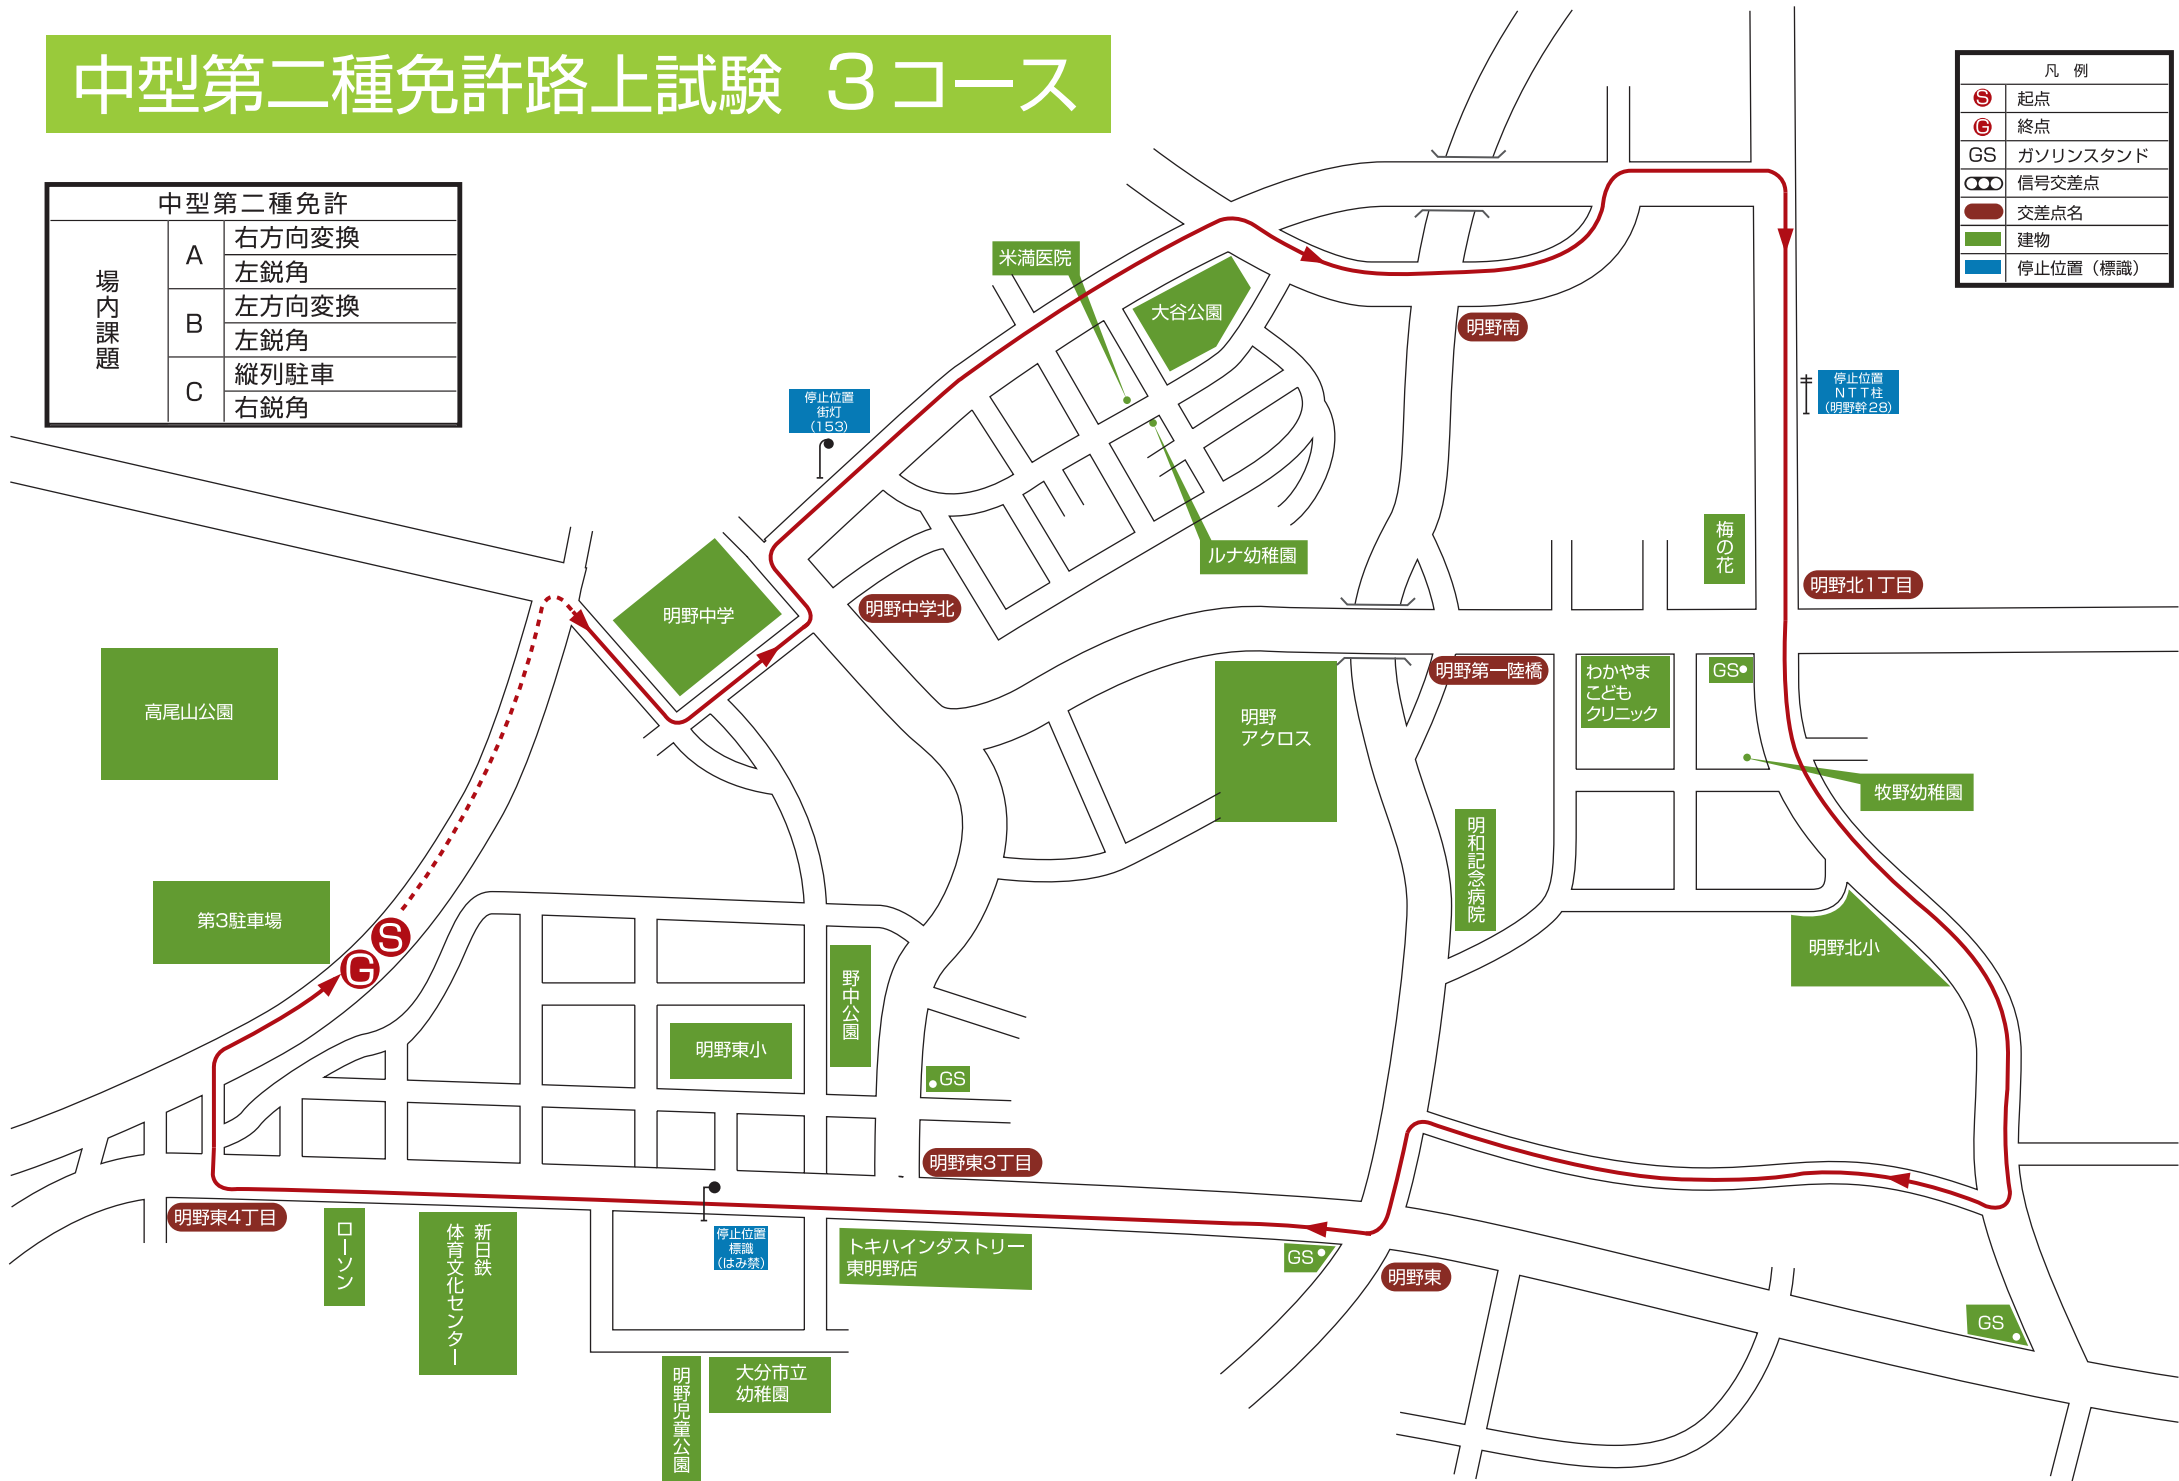 中型第二種免許路上試験 3コース
中型第二種免許
場内課題
A
右方向変換
左鋭角
B
左方向変換
左鋭角
C
縦列駐車
右鋭角
凡 例
S 起点
G 終点
GS ガソリンスタンド
信号交差点
交差点名
建物
停止位置（標識）
米満医院
大谷公園
明野南
停止位置
街灯
(153)
停止位置
NTT柱
(明野幹28)
梅の花
ルナ幼稚園
明野中学
明野中学北
明野北1丁目
高尾山公園
明野
アクロス
明野第一陸橋
わかやま
こども
クリニック
GS
牧野幼稚園
明和記念病院
第3駐車場
S
G
明野北小
野中公園
明野東小
GS
明野東3丁目
明野東4丁目
ローソン
新日鉄
体育文化センター
停止位置
標識
(はみ禁)
トキハインダストリー
東明野店
GS
明野東
GS
明野児童公園
大分市立
幼稚園